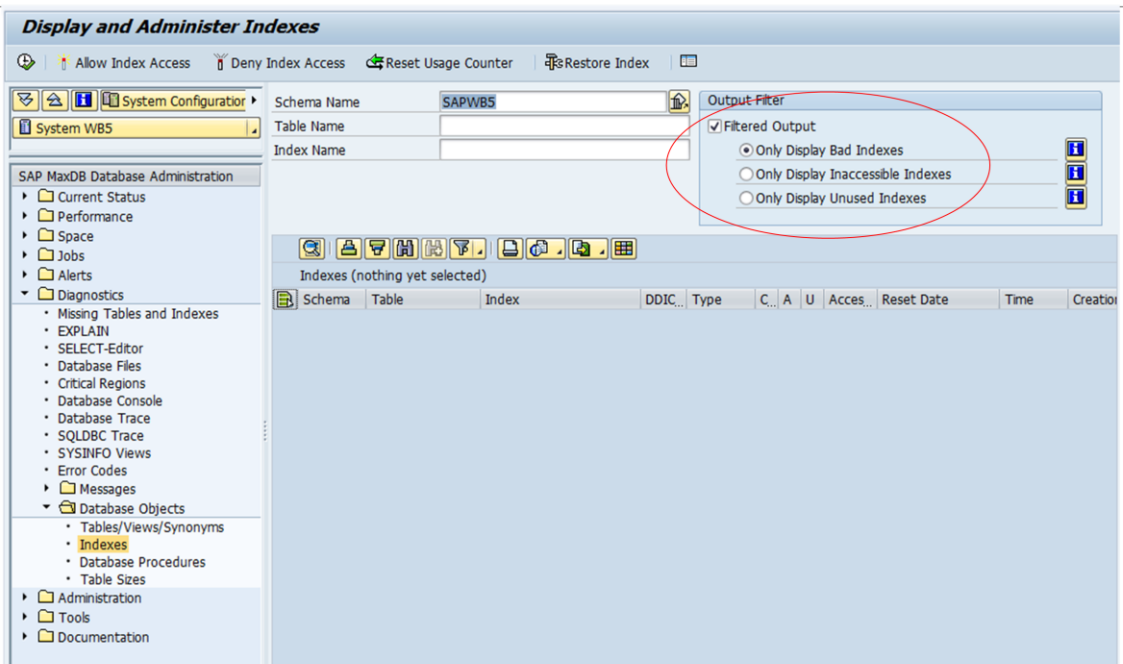 Display and Administer Indexes
Allow Index Access Deny Index Access Reset Usage Counter Restore Index
System Configuration
System WB5
Schema Name SAPWB5
Table Name
Index Name
Output Filter
Filtered Output
Only Display Bad Indexes
Only Display Inaccessible Indexes
Only Display Unused Indexes
SAP MaxDB Database Administration
Current Status
Performance
Space
Jobs
Alerts
Diagnostics
Missing Tables and Indexes
EXPLAIN
SELECT-Editor
Database Files
Critical Regions
Database Console
Database Trace
SQLDBC Trace
SYSINFO Views
Error Codes
Messages
Database Objects
Tables/Views/Synonyms
Indexes
Database Procedures
Table Sizes
Administration
Tools
Documentation
Indexes (nothing yet selected)
Schema Table Index DDIC... Type C... A U Acces... Reset Date Time Creation